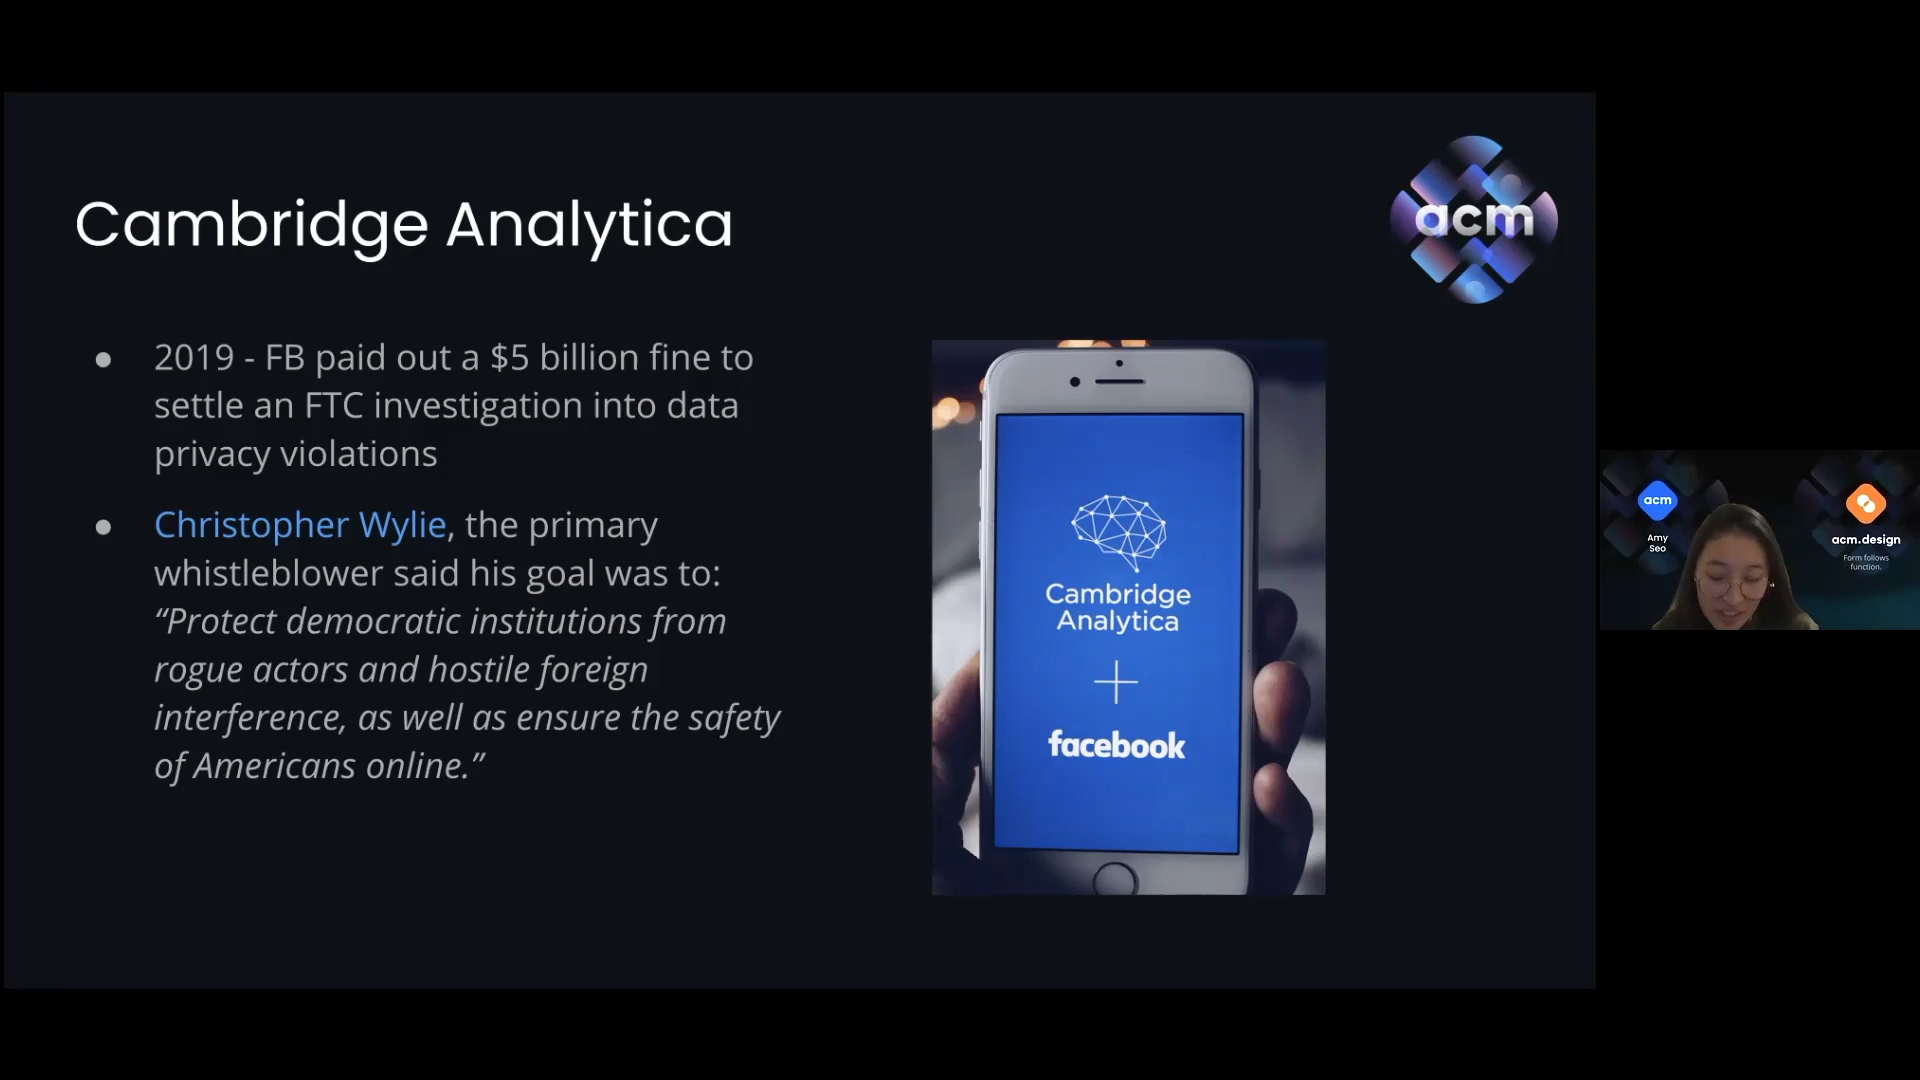 Cambridge Analytica
acm
● 2019 - FB paid out a $5 billion fine to
settle an FTC investigation into data
privacy violations
● Christopher Wylie, the primary
whistleblower said his goal was to:
“Protect democratic institutions from
rogue actors and hostile foreign
interference, as well as ensure the safety
of Americans online.”
Cambridge
Analytica
facebook
acm
Amy
Seo
acm.design
Form follows
function.